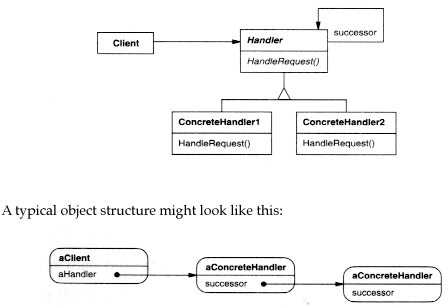 Client
Handler
HandleRequest()
successor
ConcreteHandler1
HandleRequest()
ConcreteHandler2
HandleRequest()
A typical object structure might look like this:
aClient
aHandler
aConcreteHandler
successor
aConcreteHandler
successor